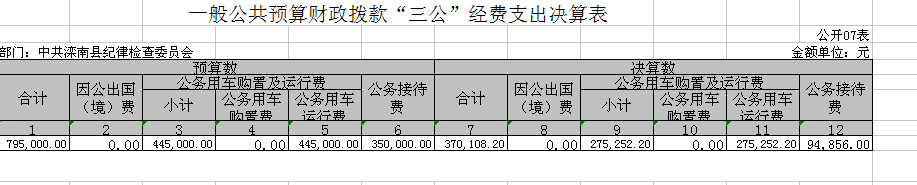 一般公共预算财政拨款“三公”经费支出决算表
公开07表
部门：中共滦南县纪律检查委员会 金额单位：元
预算数 决算数
合计 因公出国（境）费 公务用车购置及运行费 公务接待费 合计 因公出国（境）费 公务用车购置及运行费 公务接待费
小计 公务用车购置费 公务用车运行费 小计 公务用车购置费 公务用车运行费
1 2 3 4 5 6 7 8 9 10 11 12
795,000.00 0.00 445,000.00 0.00 445,000.00 350,000.00 370,108.20 0.00 275,252.20 0.00 275,252.20 94,856.00